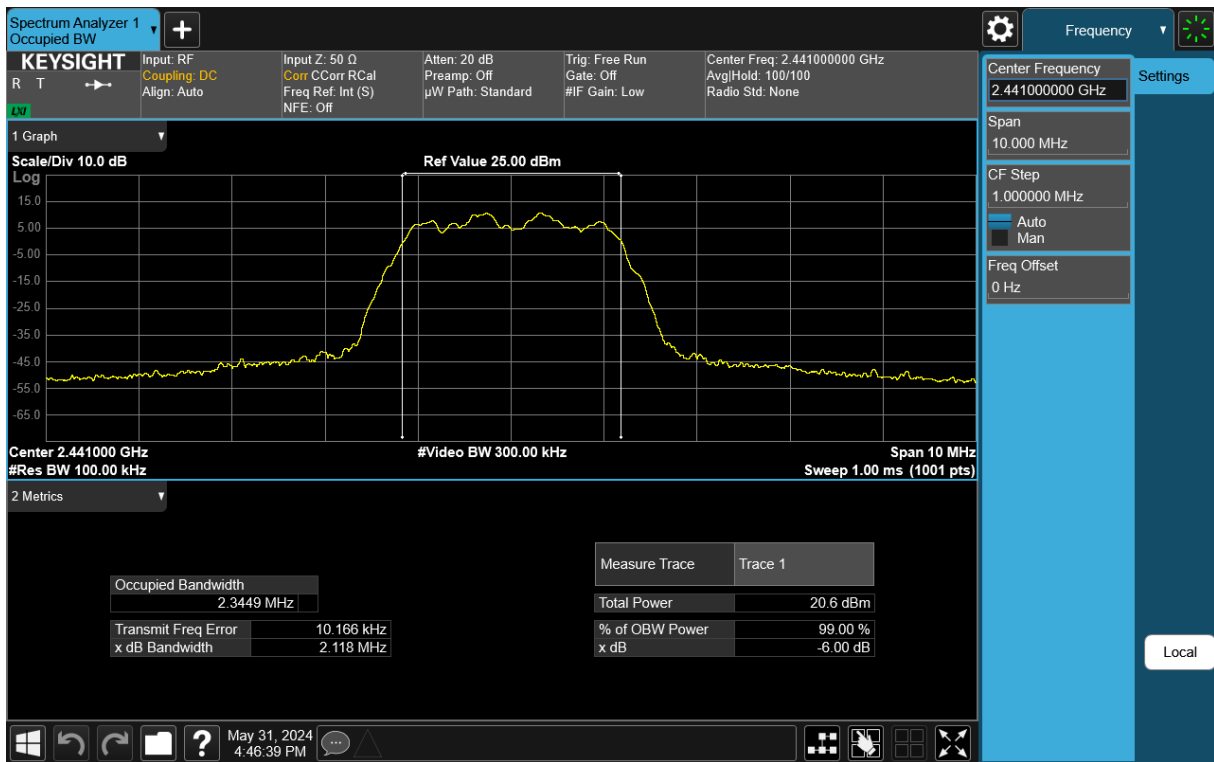 Spectrum Analyzer 1
Occupied BW
Frequency
KEYSIGHT
R T
LXI
Input: RF
Coupling: DC
Align: Auto
Input Z: 50 Ω
Corr CCorr RCal
Freq Ref: Int (S)
NFE: Off
Atten: 20 dB
Preamp: Off
µW Path: Standard
Trig: Free Run
Gate: Off
#IF Gain: Low
Center Freq: 2.441000000 GHz
Avg|Hold: 100/100
Radio Std: None
Center Frequency
2.441000000 GHz
Settings
Span
10.000 MHz
CF Step
1.000000 MHz
Auto
Man
Freq Offset
0 Hz
Local
1 Graph
Scale/Div 10.0 dB
Ref Value 25.00 dBm
Log
15.0
5.00
-5.00
-15.0
-25.0
-35.0
-45.0
-55.0
-65.0
Center 2.441000 GHz
#Video BW 300.00 kHz
Span 10 MHz
#Res BW 100.00 kHz
Sweep 1.00 ms (1001 pts)
2 Metrics
Measure Trace Trace 1
Occupied Bandwidth
2.3449 MHz
Total Power 20.6 dBm
Transmit Freq Error 10.166 kHz
% of OBW Power 99.00 %
x dB Bandwidth 2.118 MHz
x dB -6.00 dB
?
May 31, 2024
4:46:39 PM